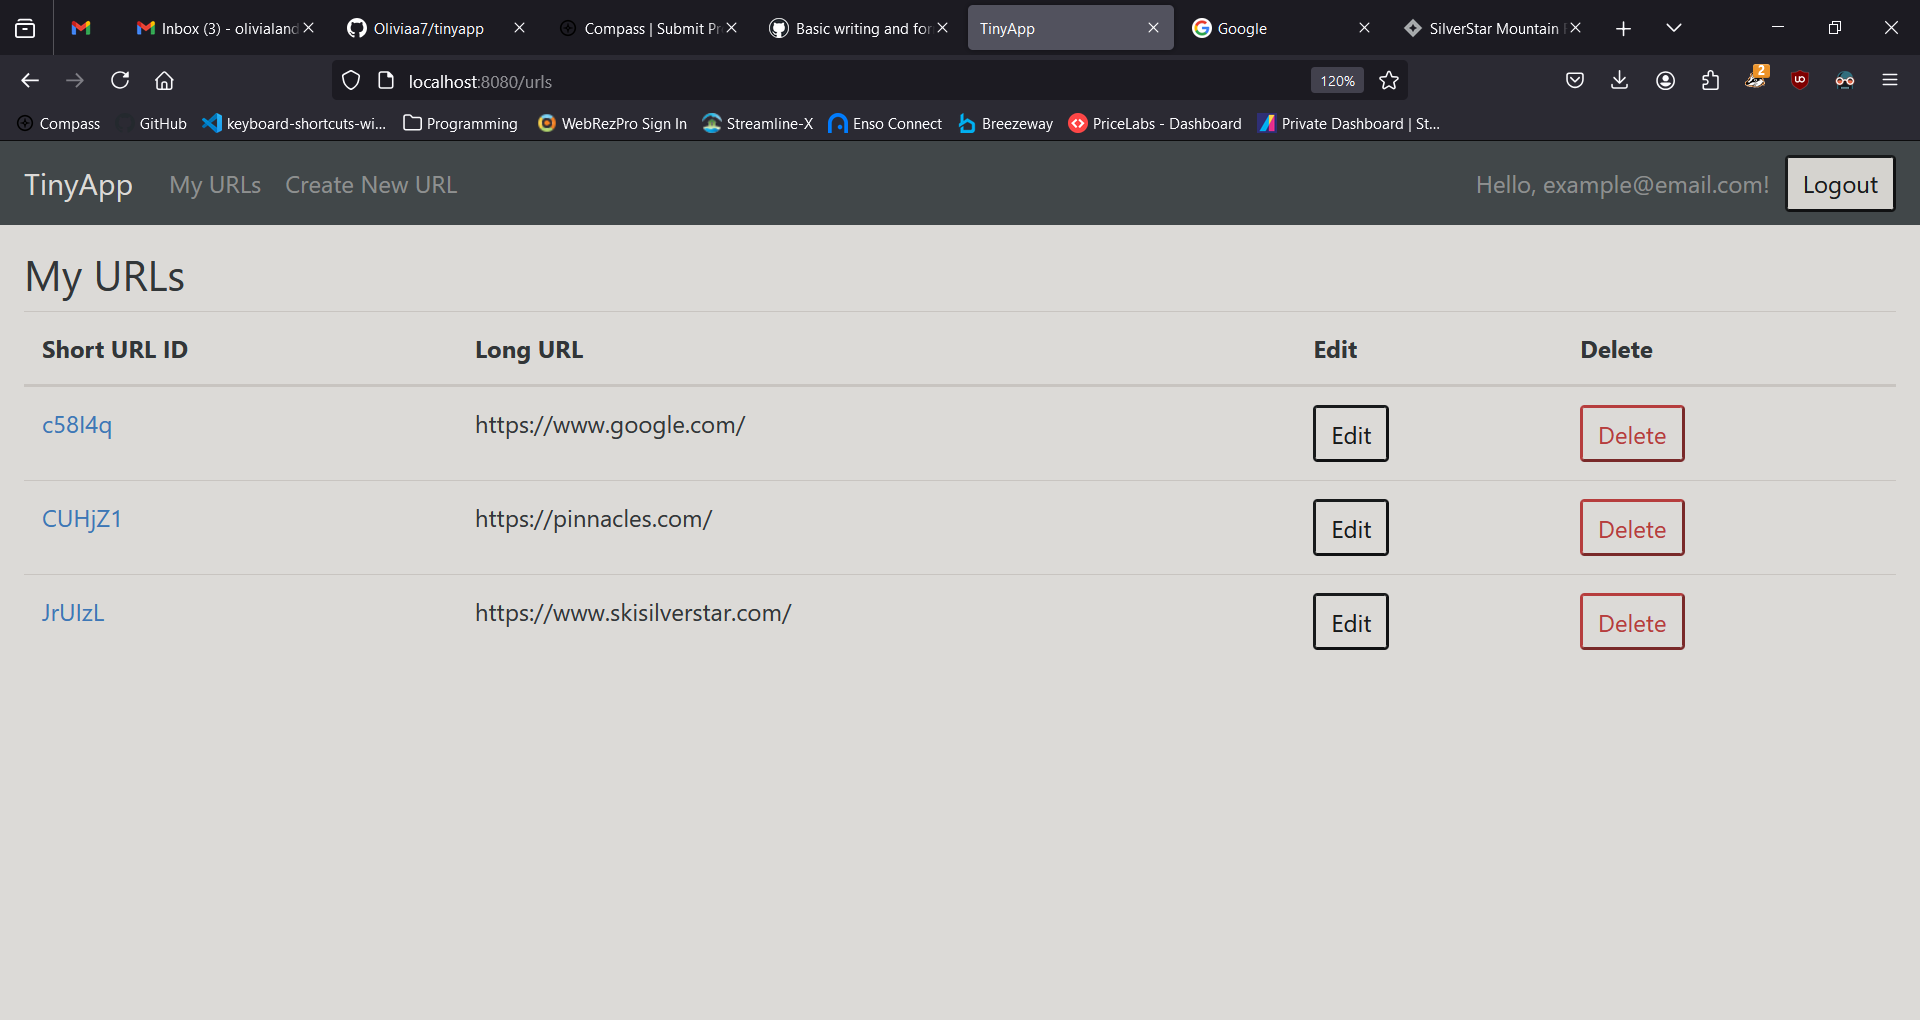 Inbox (3) - olivialand
Oliviaa7/tinyapp
Compass | Submit Pr
Basic writing and for
TinyApp
Google
SilverStar Mountain
localhost:8080/urls
120%
2
Compass
GitHub
keyboard-shortcuts-wi...
Programming
WebRezPro Sign In
Streamline-X
Enso Connect
Breezeway
PriceLabs - Dashboard
Private Dashboard | St...
TinyApp
My URLs
Create New URL
Hello, example@email.com!
Logout
My URLs
Short URL ID Long URL Edit Delete
c58l4q https://www.google.com/ Edit Delete
CUHjZ1 https://pinnacles.com/ Edit Delete
JrUIzL https://www.skisilverstar.com/ Edit Delete